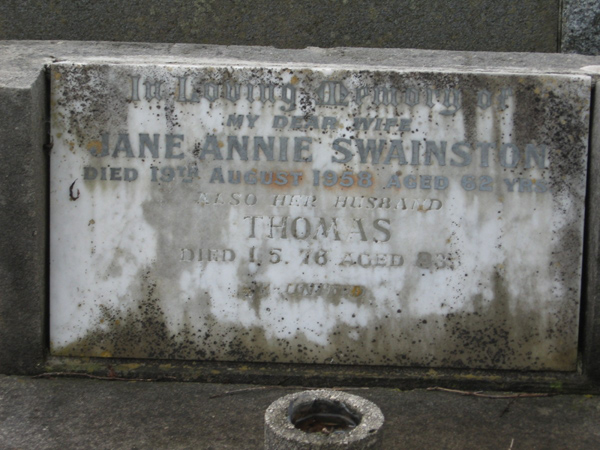 In Loving Memory of
MY DEAR WIFE
JANE ANNIE SWAINSTON
DIED 19TH AUGUST 1958 AGED 62 YRS
ALSO HER HUSBAND
THOMAS
DIED 1. 5. 76 AGED